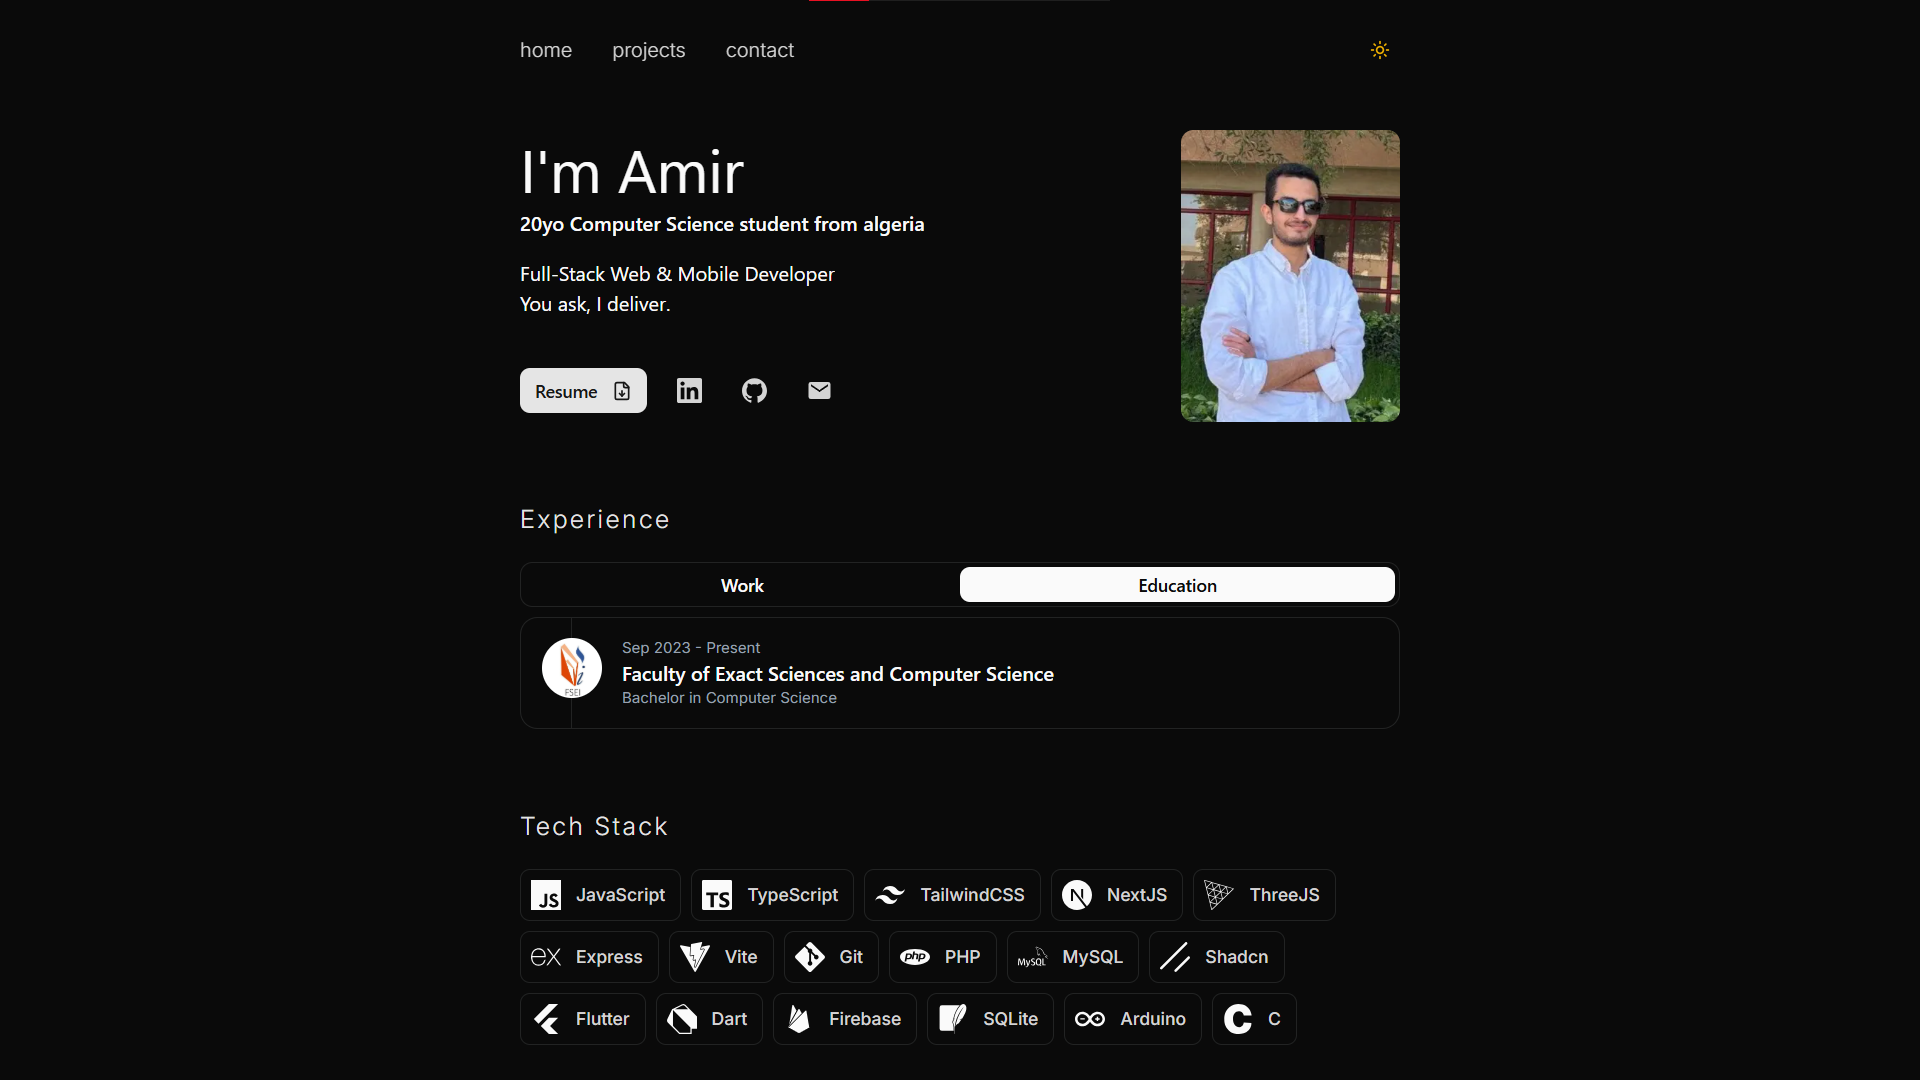 home projects contact
I'm Amir
20yo Computer Science student from algeria
Full-Stack Web & Mobile Developer
You ask, I deliver.
Resume in
Experience
Work Education
Sep 2023 - Present
Faculty of Exact Sciences and Computer Science
Bachelor in Computer Science
FSEI
Tech Stack
JS JavaScript TS TypeScript TailwindCSS N NextJS ThreeJS
ex Express Vite Git php PHP MySQL MySQL Shadcn
Flutter Dart Firebase SQLite Arduino C C